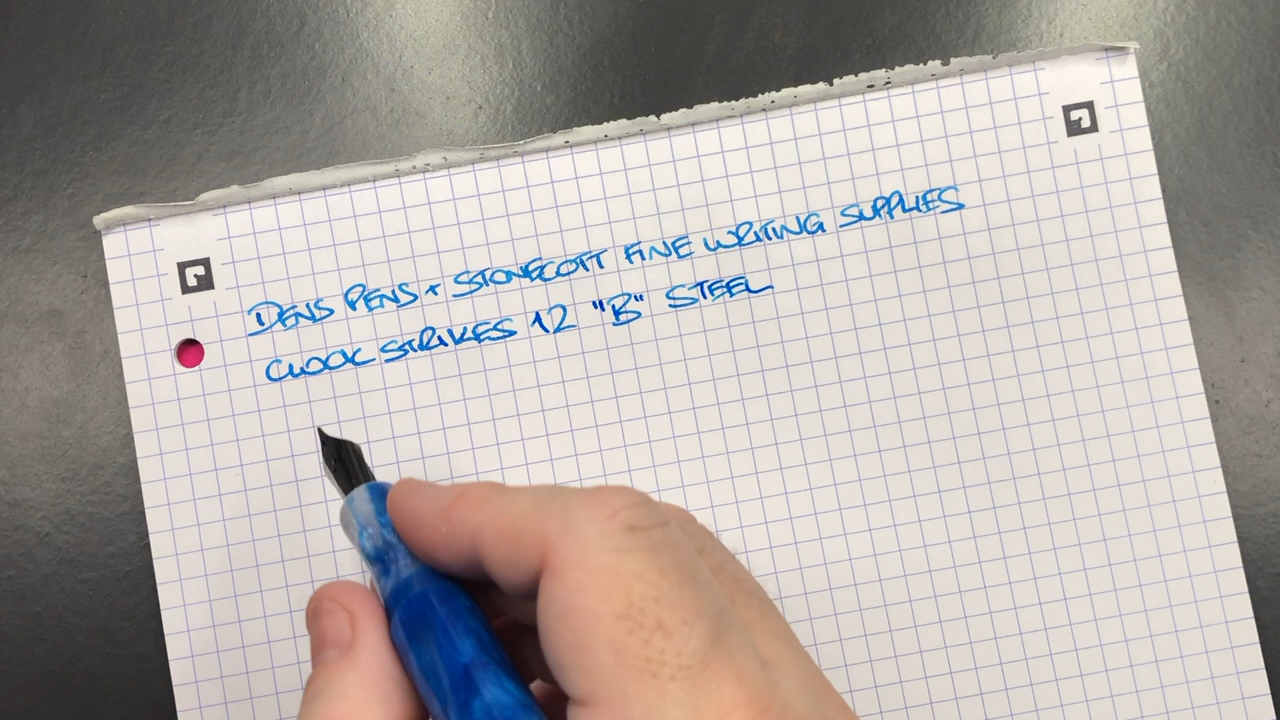 DENS PENS + STONECOTT FINE WRITING SUPPLIES
CLOCK STRIKES 12 "B" STEEL